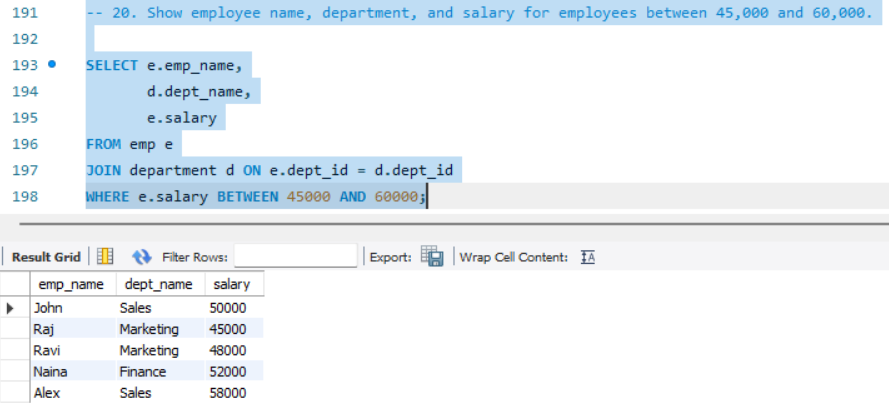 191 -- 20. Show employee name, department, and salary for employees between 45,000 and 60,000.
192
193 SELECT e.emp_name,
194 d.dept_name,
195 e.salary
196 FROM emp e
197 JOIN department d ON e.dept_id = d.dept_id
198 WHERE e.salary BETWEEN 45000 AND 60000;
Result Grid Filter Rows: Export: Wrap Cell Content: IA
emp_name dept_name salary
John Sales 50000
Raj Marketing 45000
Ravi Marketing 48000
Naina Finance 52000
Alex Sales 58000